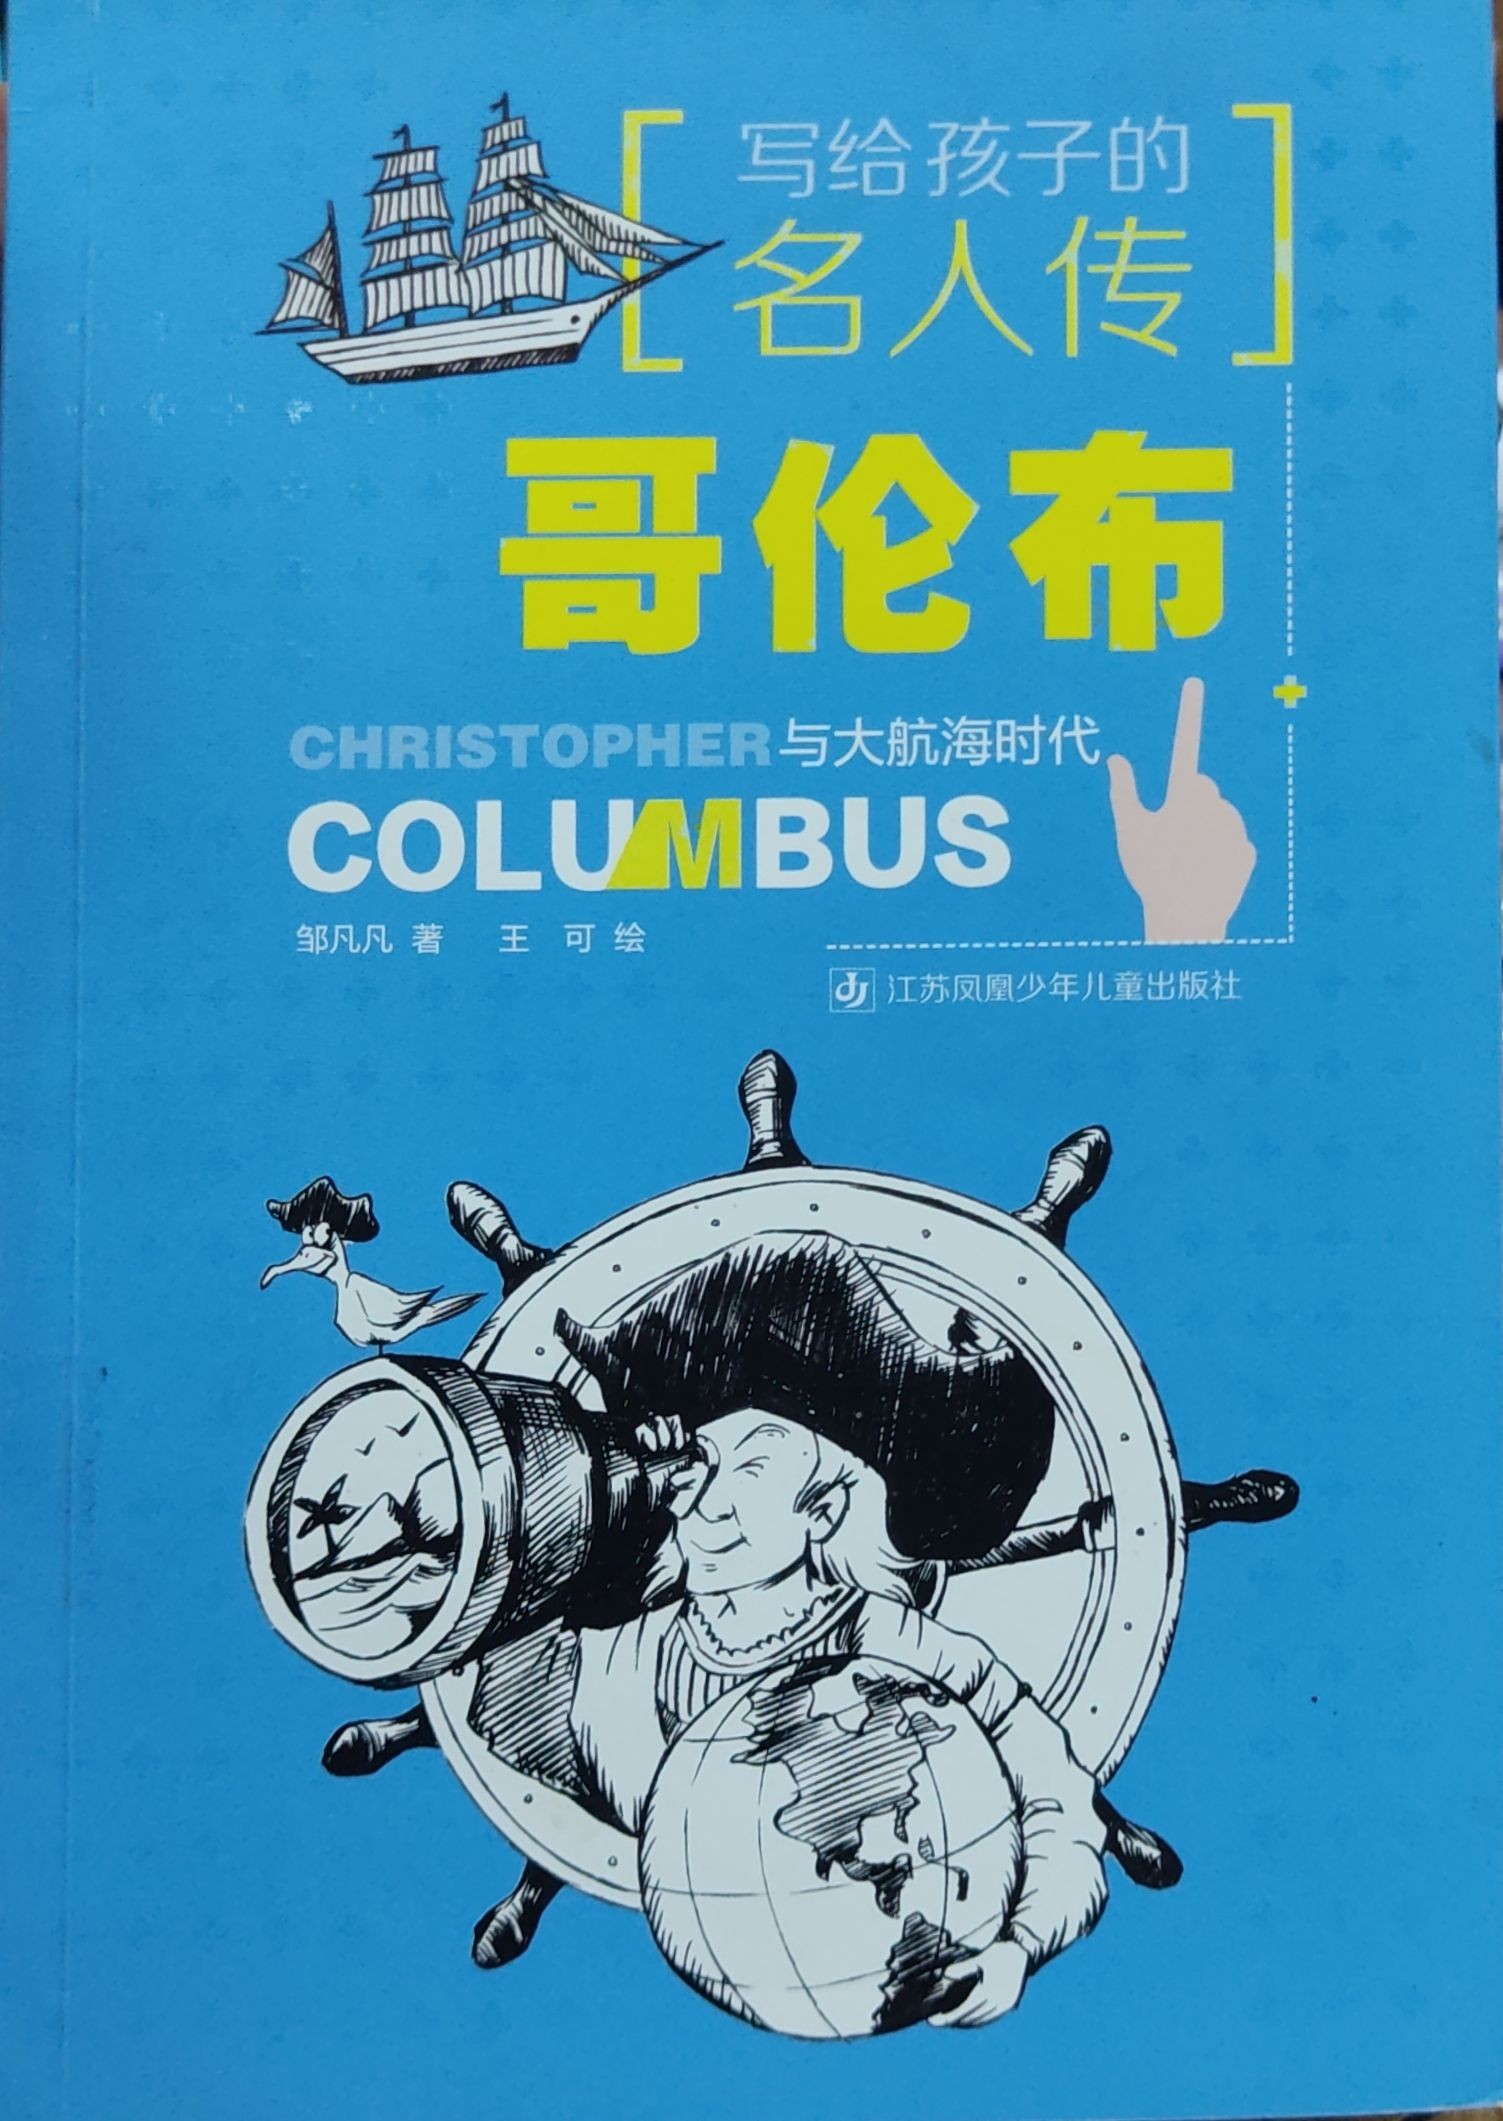 写给孩子的
名人传
哥伦布
CHRISTOPHER与大航海时代
COLUMBUS
邹凡凡 著 王 可 绘
江苏凤凰少年儿童出版社